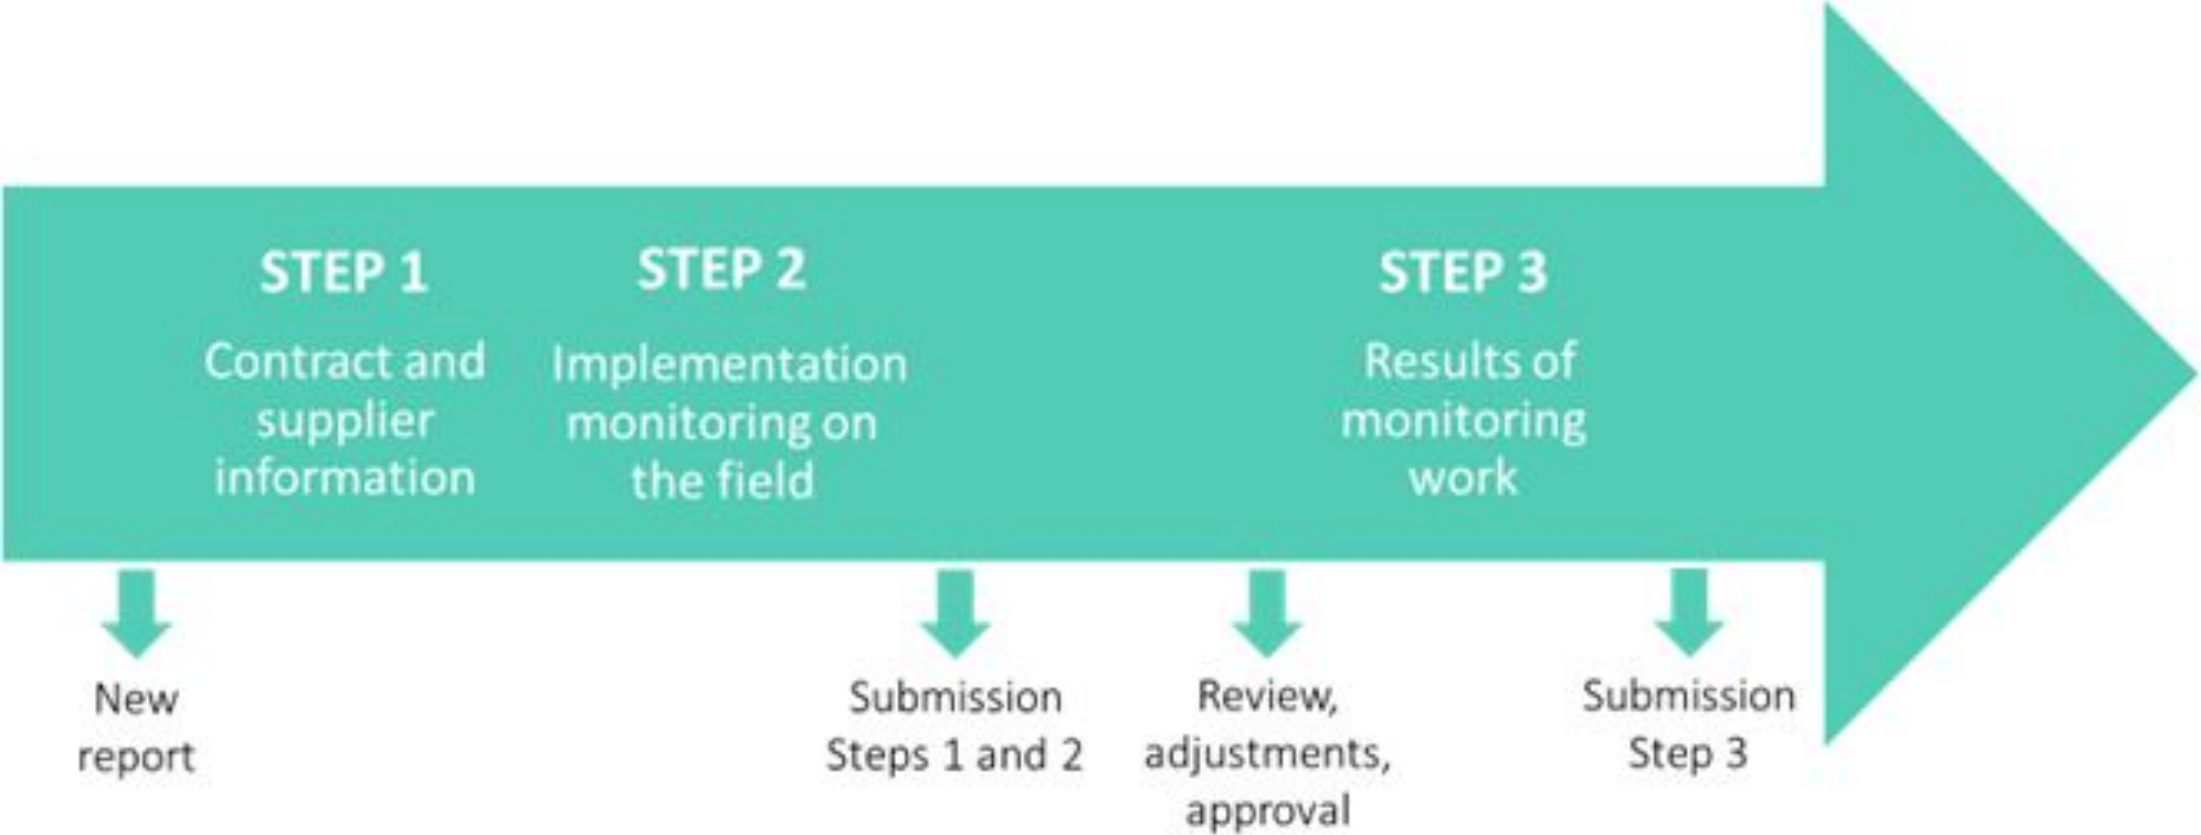 STEP 1
Contract and
supplier
information
STEP 2
Implementation
monitoring on
the field
STEP 3
Results of
monitoring
work
New
report
Submission
Steps 1 and 2
Review,
adjustments,
approval
Submission
Step 3